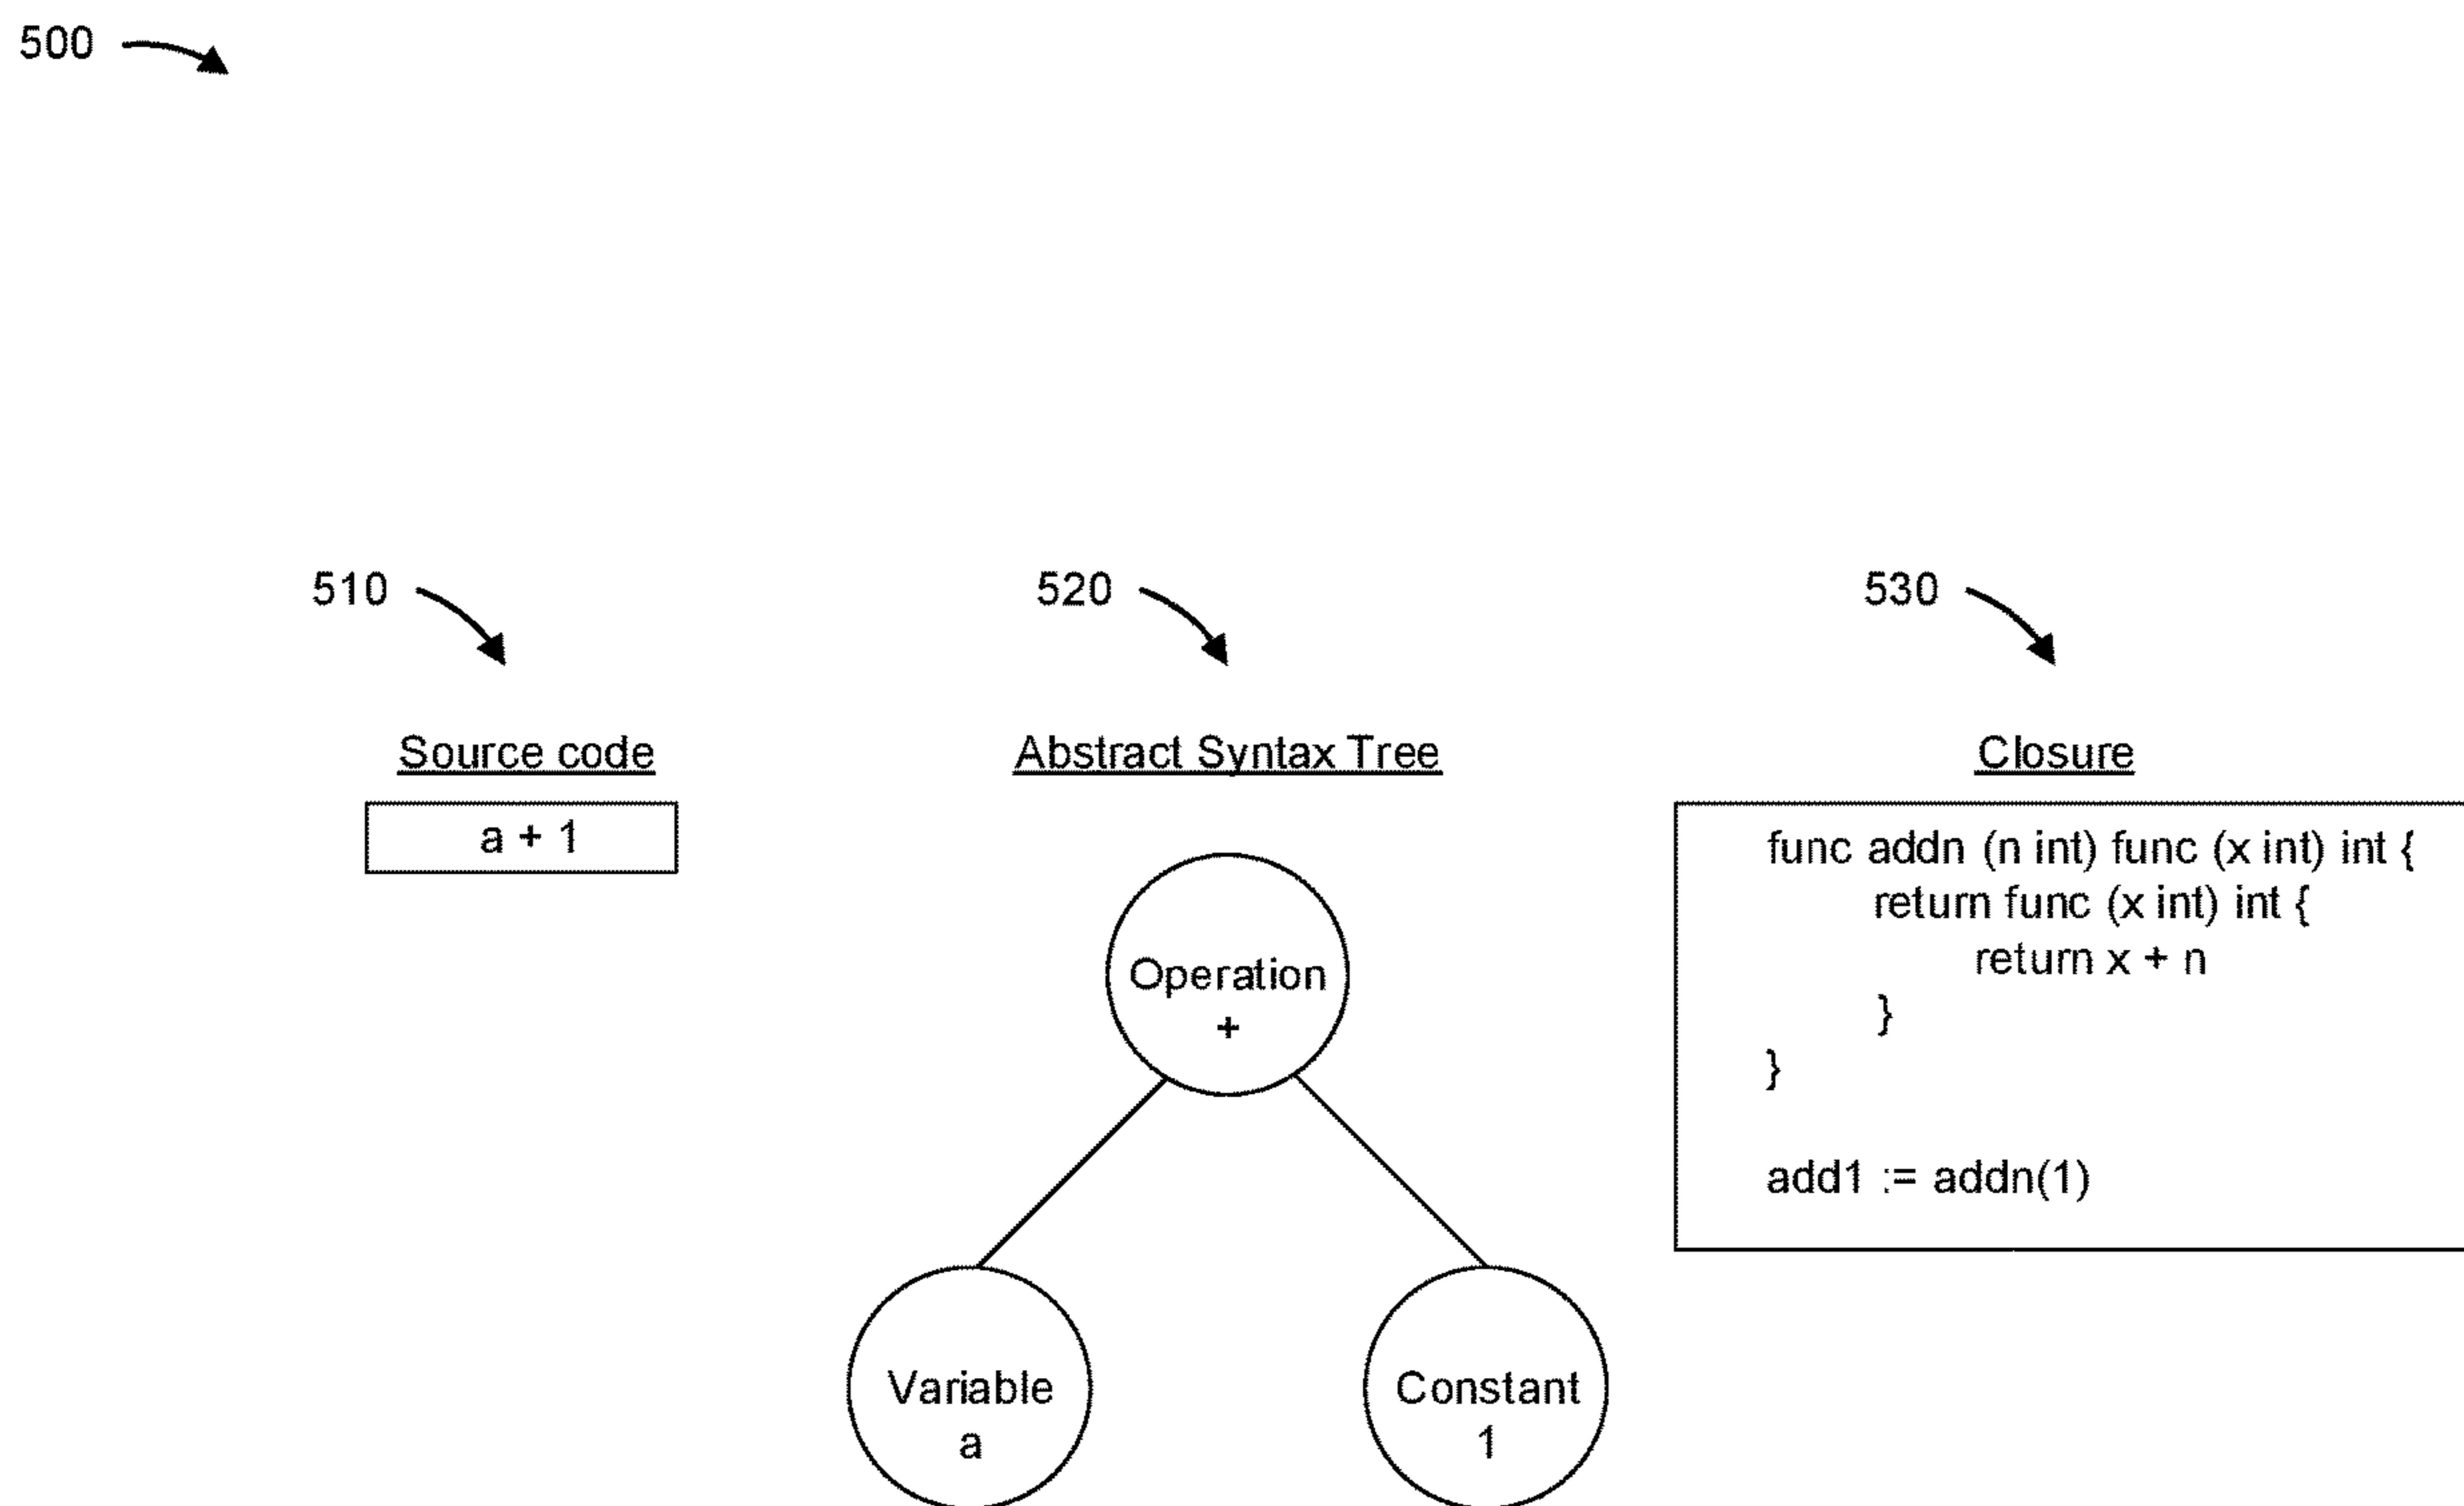 500
510
520
530
Source code
Abstract Syntax Tree
Closure
a + 1
func addn (n int) func (x int) int {
return func (x int) int {
return x + n
}
}
add1 := addn(1)
Operation
+
Variable
a
Constant
1